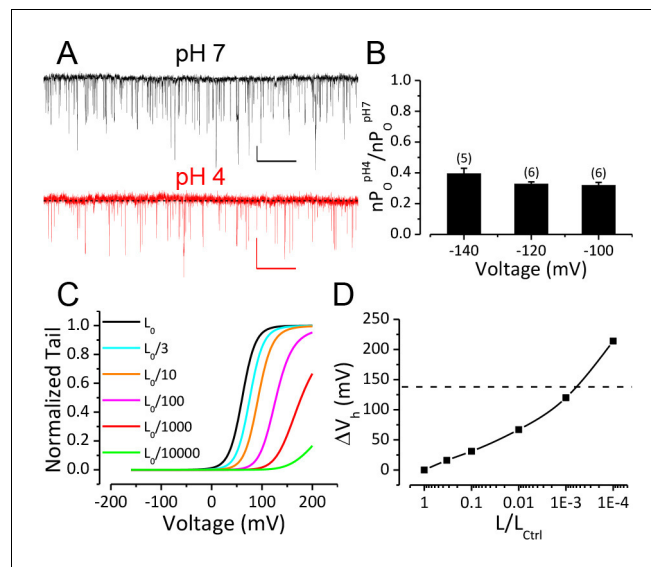 A
pH 7
pH 4
B
nP_O^pH4/nP_O^pH7
1.0
0.8
0.6
0.4
0.2
0.0
(5)
(6)
(6)
-140
-120
-100
Voltage (mV)
C
Normalized Tail
1.0
0.8
0.6
0.4
0.2
0.0
L₀
L₀/3
L₀/10
L₀/100
L₀/1000
L₀/10000
-200
-100
0
100
200
Voltage (mV)
D
ΔV_h (mV)
250
200
150
100
50
0
1
0.1
0.01
1E-3
1E-4
L/L_Ctrl